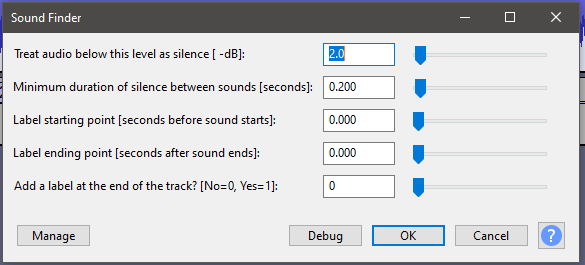 Sound Finder
Treat audio below this level as silence [ -dB]: 2.0
Minimum duration of silence between sounds [seconds]: 0.200
Label starting point [seconds before sound starts]: 0.000
Label ending point [seconds after sound ends]: 0.000
Add a label at the end of the track? [No=0, Yes=1]: 0
Manage Debug OK Cancel ?